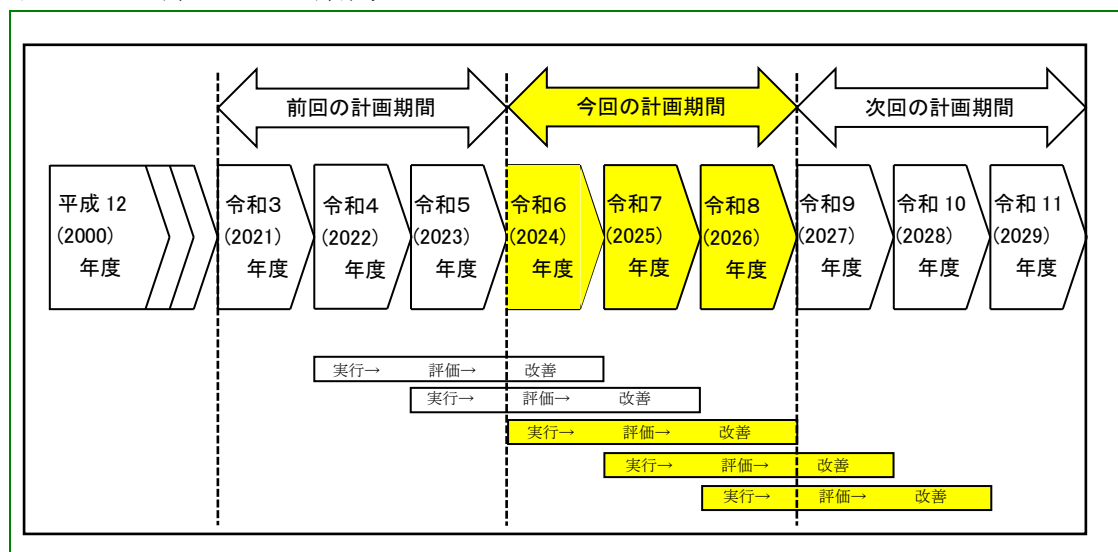 前回の計画期間
今回の計画期間
次回の計画期間
平成 12
(2000)
年度
令和3
(2021)
年度
令和4
(2022)
年度
令和5
(2023)
年度
令和6
(2024)
年度
令和7
(2025)
年度
令和8
(2026)
年度
令和9
(2027)
年度
令和 10
(2028)
年度
令和 11
(2029)
年度
実行→ 評価→ 改善
実行→ 評価→ 改善
実行→ 評価→ 改善
実行→ 評価→ 改善
実行→ 評価→ 改善